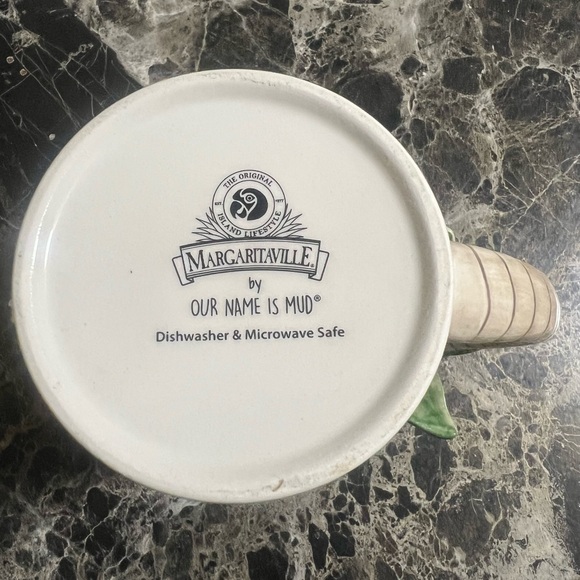 THE ORIGINAL
ISLAND LIFESTYLE
MARGARITAVILLE®
by
OUR NAME IS MUD®
Dishwasher & Microwave Safe